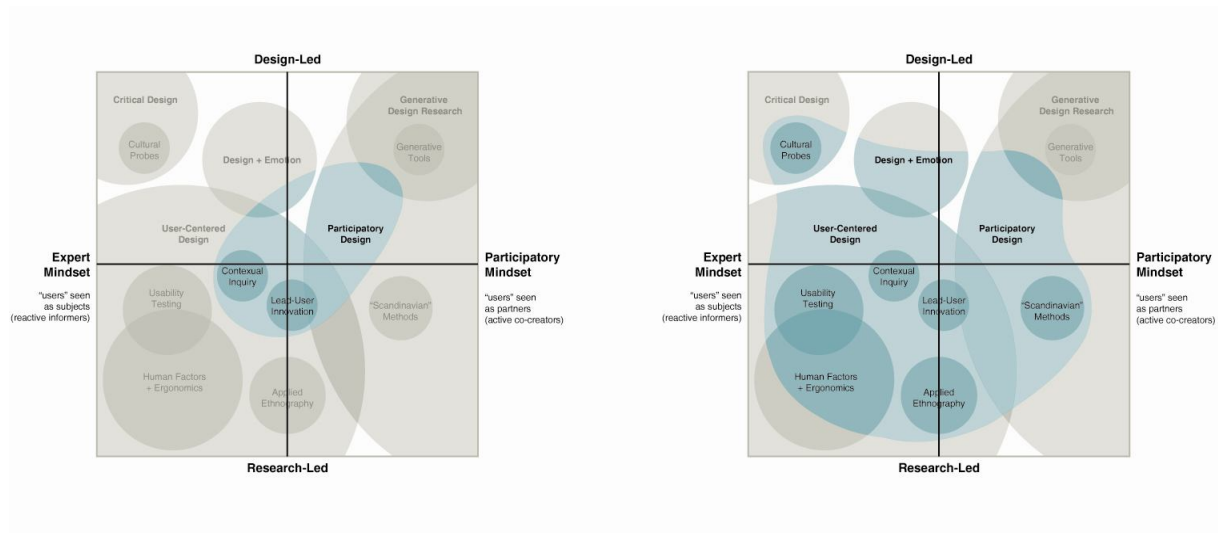 Design-Led
Critical Design
Generative
Design Research
Cultural
Probes
Generative
Tools
Design + Emotion
User-Centered
Design
Participatory
Design
Expert
Mindset
"users" seen
as subjects
(reactive informers)
Participatory
Mindset
"users" seen
as partners
(active co-creators)
Contexual
Inquiry
Usability
Testing
Lead-User
Innovation
"Scandinavian"
Methods
Human Factors
+ Ergonomics
Applied
Ethnography
Research-Led
Design-Led
Critical Design
Generative
Design Research
Cultural
Probes
Generative
Tools
Design + Emotion
User-Centered
Design
Participatory
Design
Expert
Mindset
"users" seen
as subjects
(reactive informers)
Participatory
Mindset
"users" seen
as partners
(active co-creators)
Contexual
Inquiry
Usability
Testing
Lead-User
Innovation
"Scandinavian"
Methods
Human Factors
+ Ergonomics
Applied
Ethnography
Research-Led